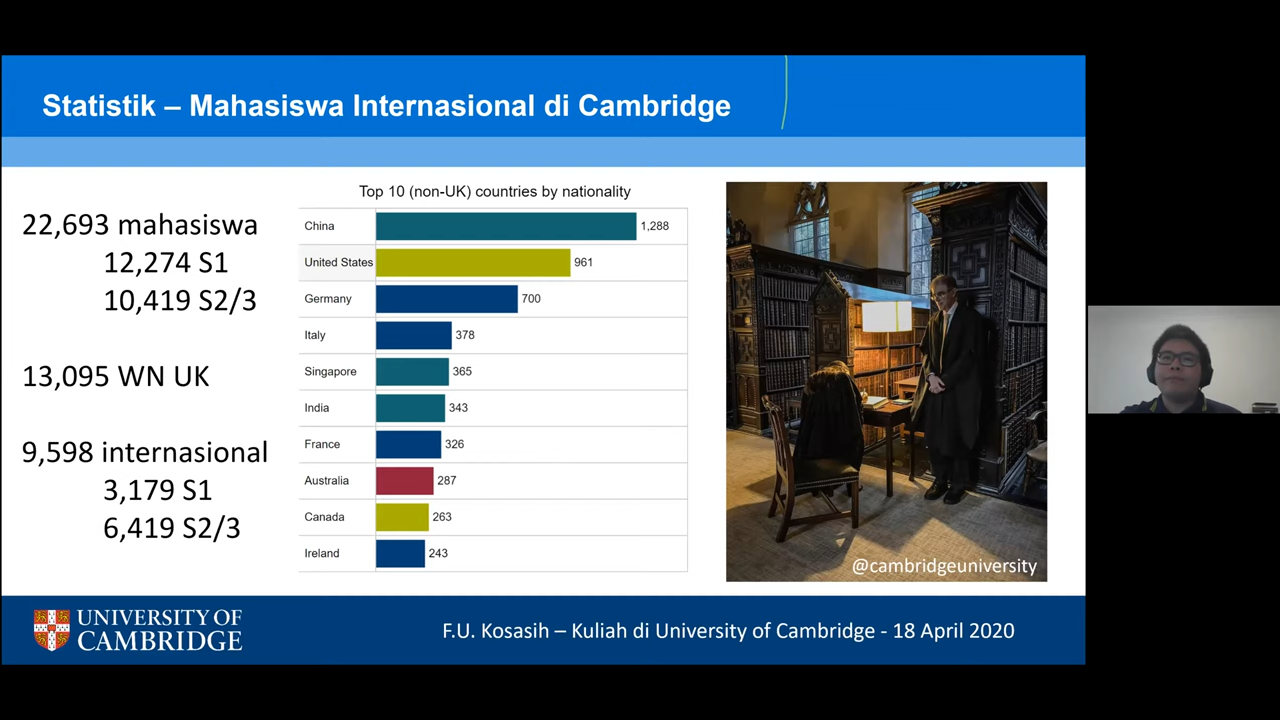 Statistik – Mahasiswa Internasional di Cambridge
22,693 mahasiswa
12,274 S1
10,419 S2/3
13,095 WN UK
9,598 internasional
3,179 S1
6,419 S2/3
Top 10 (non-UK) countries by nationality
China 1,288
United States 961
Germany 700
Italy 378
Singapore 365
India 343
France 326
Australia 287
Canada 263
Ireland 243
@cambridgeuniversity
UNIVERSITY OF
CAMBRIDGE
F.U. Kosasih – Kuliah di University of Cambridge - 18 April 2020